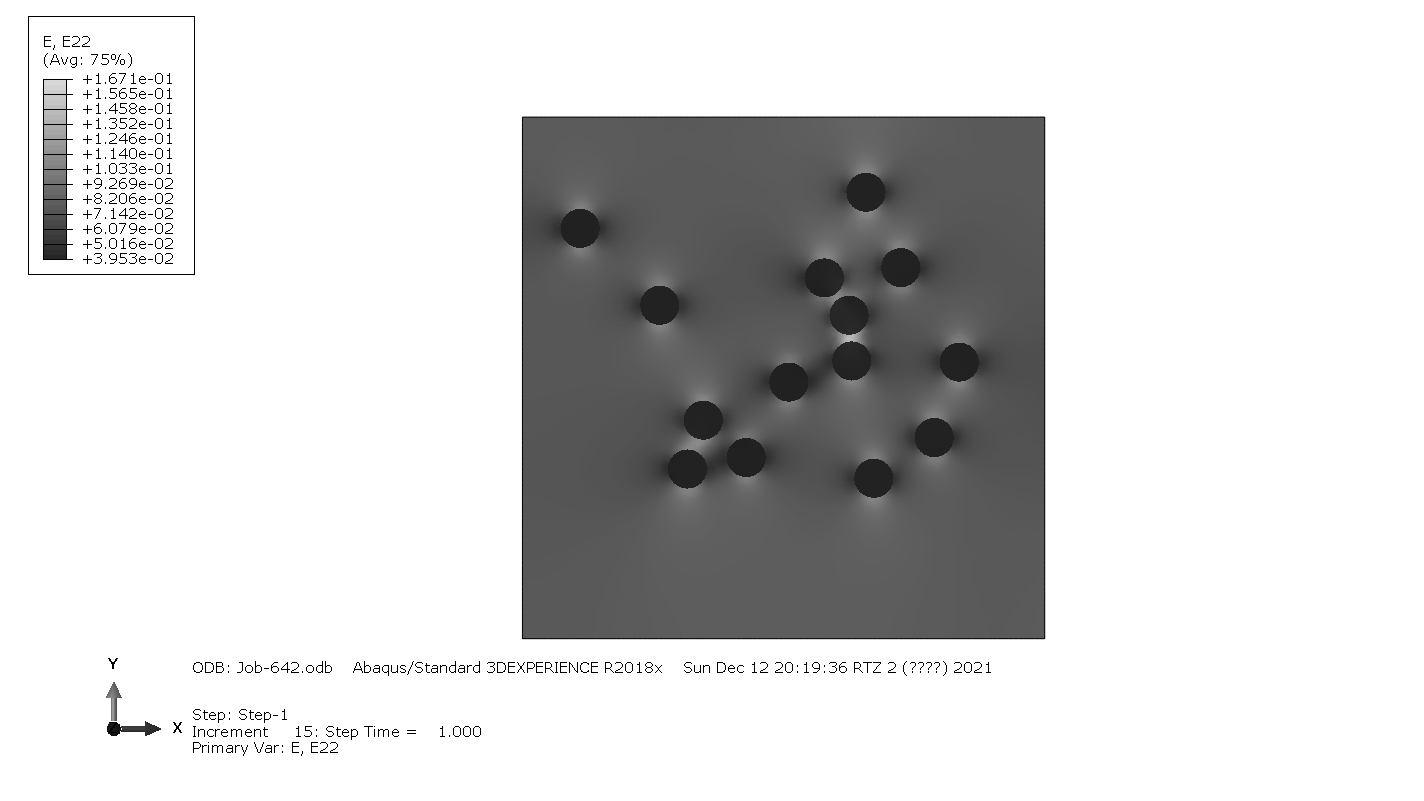 E, E22
(Avg: 75%)
+1.671e-01
+1.565e-01
+1.458e-01
+1.352e-01
+1.246e-01
+1.140e-01
+1.033e-01
+9.269e-02
+8.206e-02
+7.142e-02
+6.079e-02
+5.016e-02
+3.953e-02
Y
X
ODB: Job-642.odb Abaqus/Standard 3DEXPERIENCE R2018x Sun Dec 12 20:19:36 RTZ 2 (????) 2021
Step: Step-1
Increment 15: Step Time = 1.000
Primary Var: E, E22